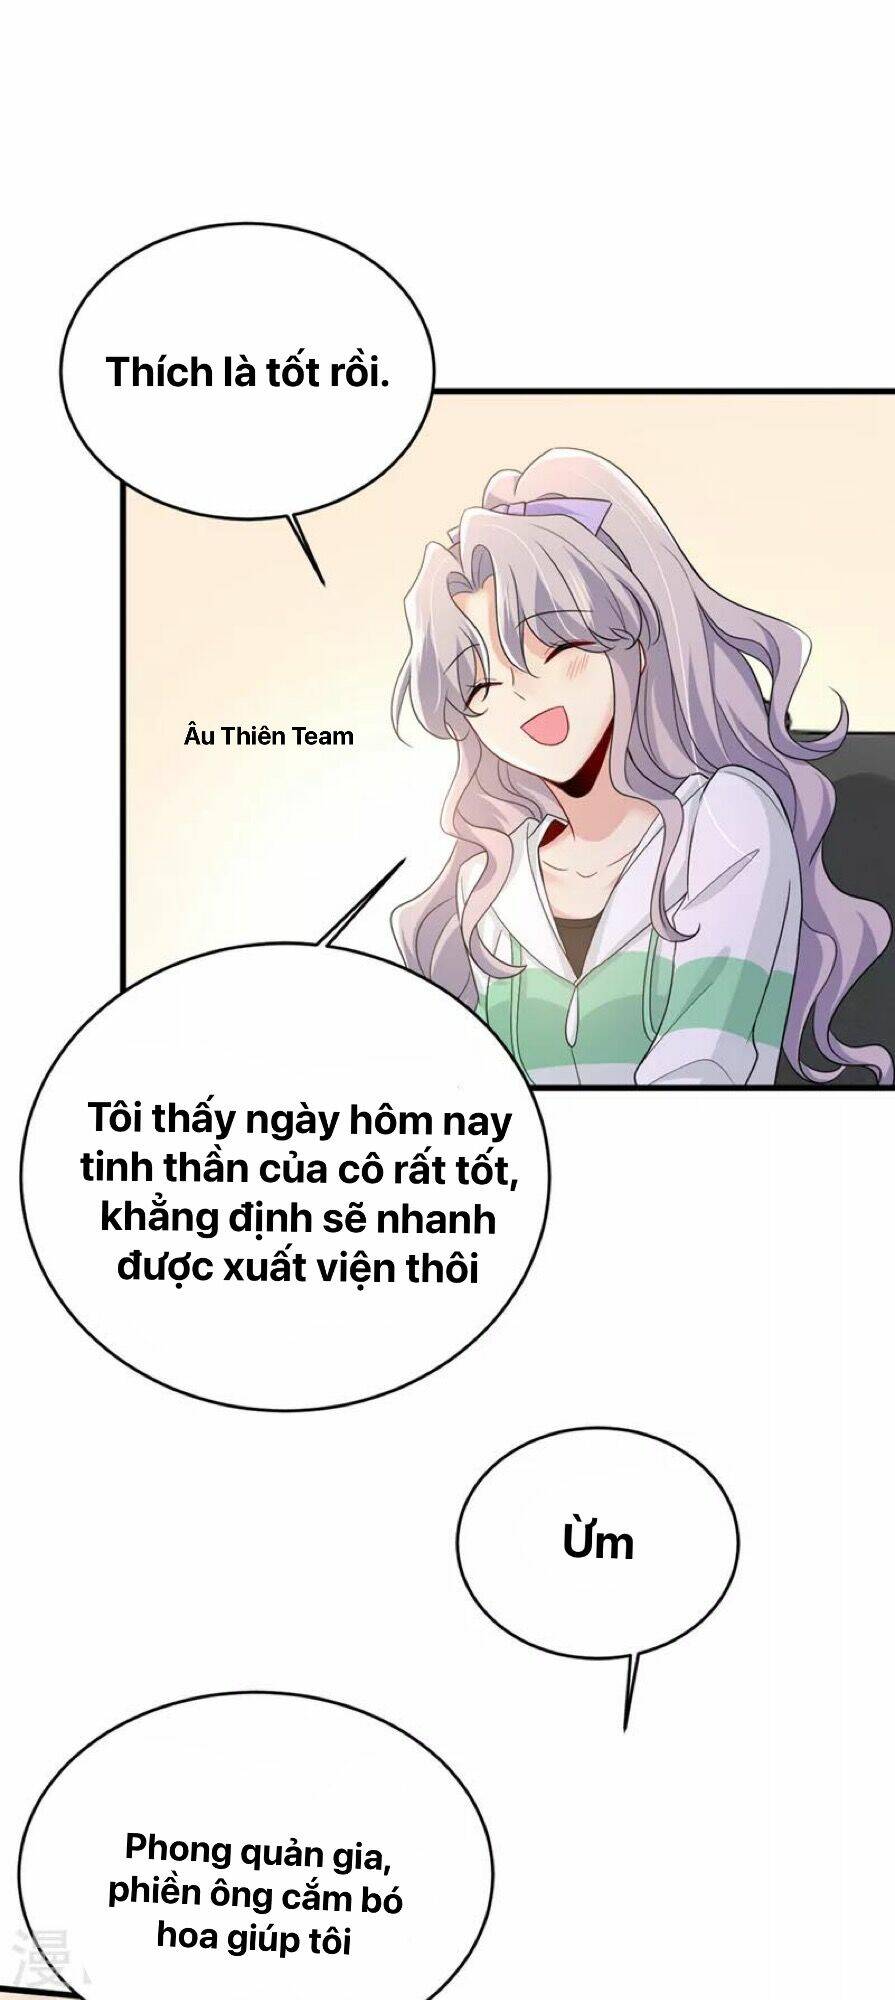 Thích là tốt rồi.
Âu Thiên Team
Tôi thấy ngày hôm nay
tinh thần của cô rất tốt,
khẳng định sẽ nhanh
được xuất viện thôi
Ừm
Phong quản gia,
phiền ông cắm bó
hoa giúp tôi
漫